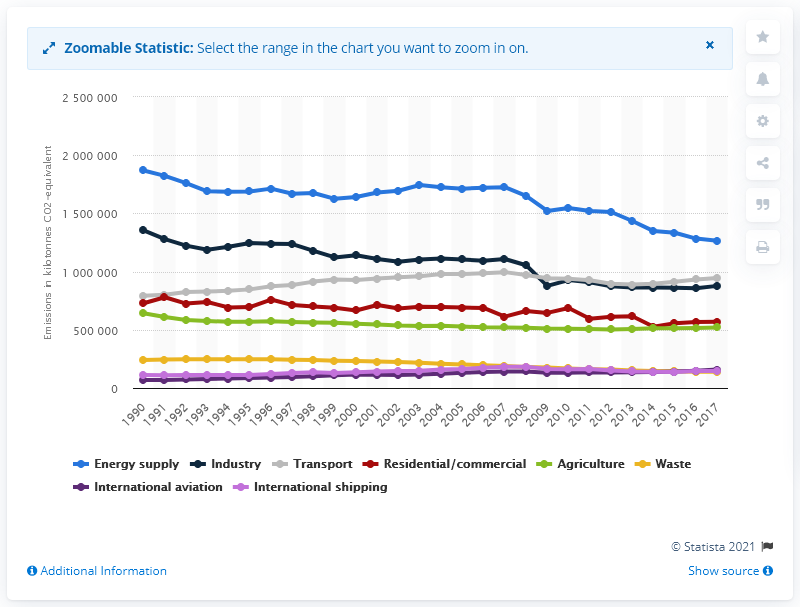 Zoomable Statistic: Select the range in the chart you want to zoom in on.
×
Emissions in kilotonnes CO2-equivalent
2 500 000
2 000 000
1 500 000
1 000 000
500 000
0
1990 1991 1992 1993 1994 1995 1996 1997 1998 1999 2000 2001 2002 2003 2004 2005 2006 2007 2008 2009 2010 2011 2012 2013 2014 2015 2016 2017
Energy supply Industry Transport Residential/commercial Agriculture Waste
International aviation International shipping
© Statista 2021
Additional Information Show source